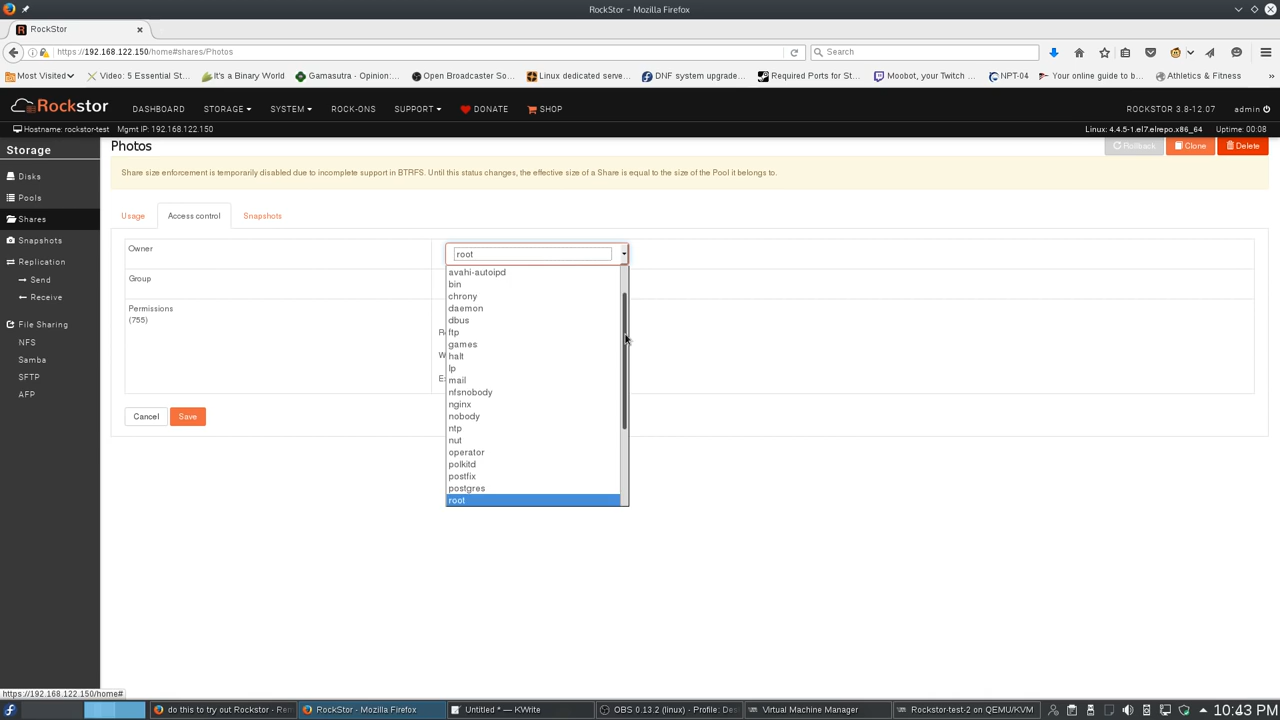 RockStor - Mozilla Firefox
RockStor
https://192.168.122.150/home#shares/Photos
Search
Most Visited
Video: 5 Essential St...
It's a Binary World
Gamasutra - Opinion:...
Open Broadcaster So...
Linux dedicated serve...
DNF system upgrade...
Required Ports for St...
Moobot, your Twitch ...
NPT-04
Your online guide to b...
Athletics & Fitness
»
Rockstor
DASHBOARD
STORAGE
SYSTEM
ROCK-ONS
SUPPORT
DONATE
SHOP
ROCKSTOR 3.8-12.07
admin
Hostname: rockstor-test Mgmt IP: 192.168.122.150
Linux: 4.4.5-1.el7.elrepo.x86_64
Uptime: 00:08
Storage
Disks
Pools
Shares
Snapshots
Replication
Send
Receive
File Sharing
NFS
Samba
SFTP
AFP
Photos
Rollback
Clone
Delete
Share size enforcement is temporarily disabled due to incomplete support in BTRFS. Until this status changes, the effective size of a Share is equal to the size of the Pool it belongs to.
Usage
Access control
Snapshots
Owner
root
Group
Permissions
(755)
avahi-autoipd
bin
chrony
daemon
dbus
ftp
games
halt
lp
mail
nfsnobody
nginx
nobody
ntp
nut
operator
polkitd
postfix
postgres
root
Cancel
Save
https://192.168.122.150/home#
do this to try out Rockstor - Rem
RockStor - Mozilla Firefox
Untitled * — KWrite
OBS 0.13.2 (linux) - Profile: Des
Virtual Machine Manager
Rockstor-test-2 on QEMU/KVM
10:43 PM